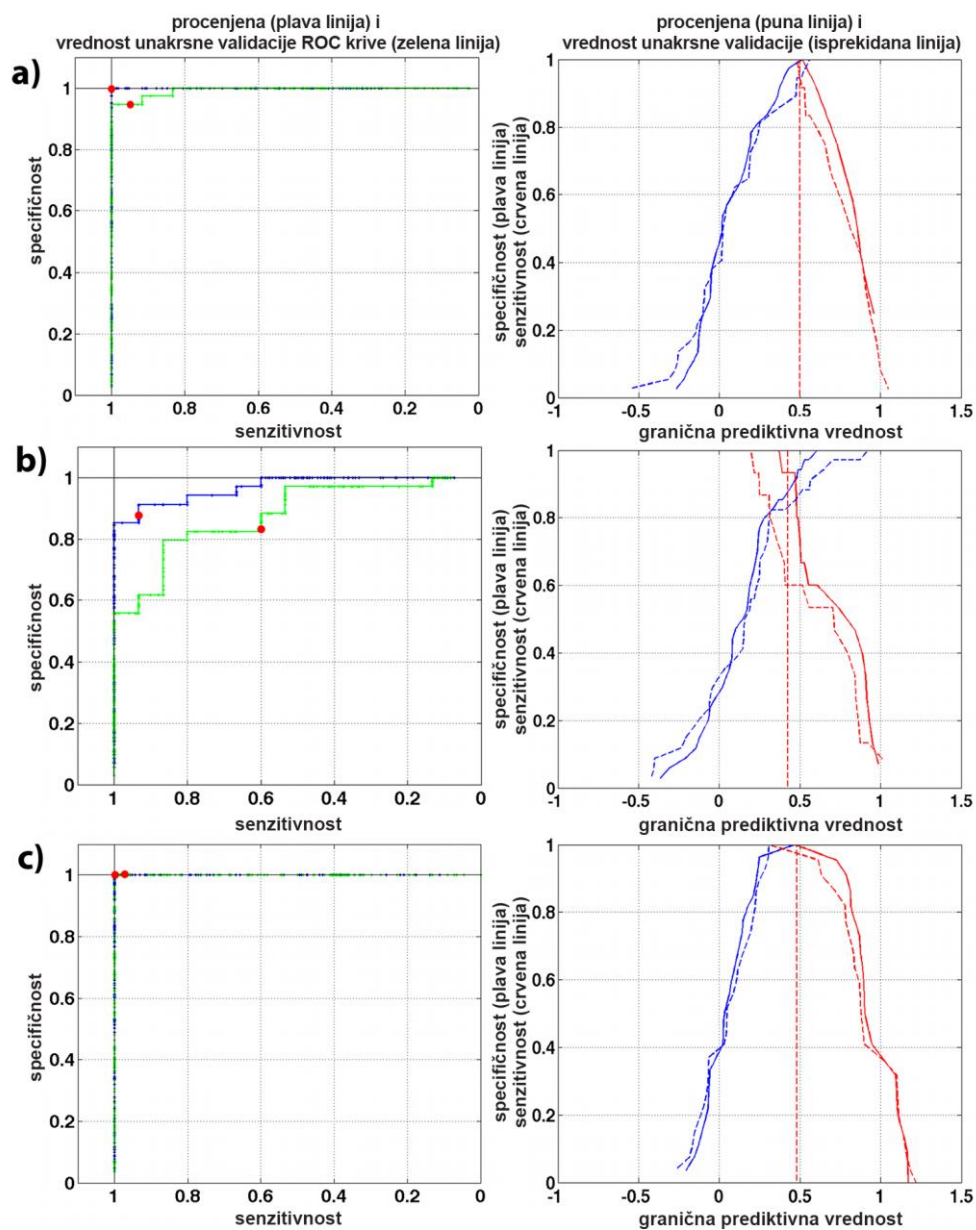 procenjena (plava linija) i
vrednost unakrsne validacije ROC krive (zelena linija)
procenjena (puna linija) i
vrednost unakrsne validacije (isprekidana linija)
a)
specifičnost
1
0.8
0.6
0.4
0.2
0
1 0.8 0.6 0.4 0.2 0
senzitivnost
specifičnost (plava linija)
senzitivnost (crvena linija)
1
0.8
0.6
0.4
0.2
0
-1 -0.5 0 0.5 1 1.5
granična prediktivna vrednost
b)
specifičnost
1
0.8
0.6
0.4
0.2
0
1 0.8 0.6 0.4 0.2 0
senzitivnost
specifičnost (plava linija)
senzitivnost (crvena linija)
1
0.8
0.6
0.4
0.2
0
-1 -0.5 0 0.5 1 1.5
granična prediktivna vrednost
c)
specifičnost
1
0.8
0.6
0.4
0.2
0
1 0.8 0.6 0.4 0.2 0
senzitivnost
specifičnost (plava linija)
senzitivnost (crvena linija)
1
0.8
0.6
0.4
0.2
0
-1 -0.5 0 0.5 1 1.5
granična prediktivna vrednost